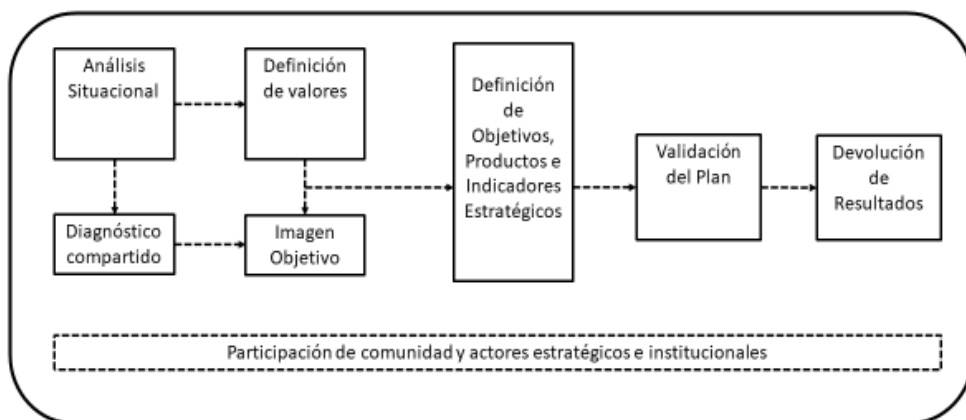 Análisis
Situacional
Definición
de valores
Diagnóstico
compartido
Imagen
Objetivo
Definición
de
Objetivos,
Productos e
Indicadores
Estratégicos
Validación
del Plan
Devolución
de
Resultados
Participación de comunidad y actores estratégicos e institucionales